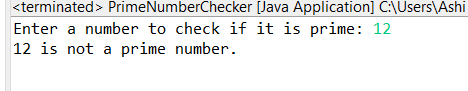 <terminated> PrimeNumberChecker [Java Application] C:\Users\Ashi
Enter a number to check if it is prime: 12
12 is not a prime number.